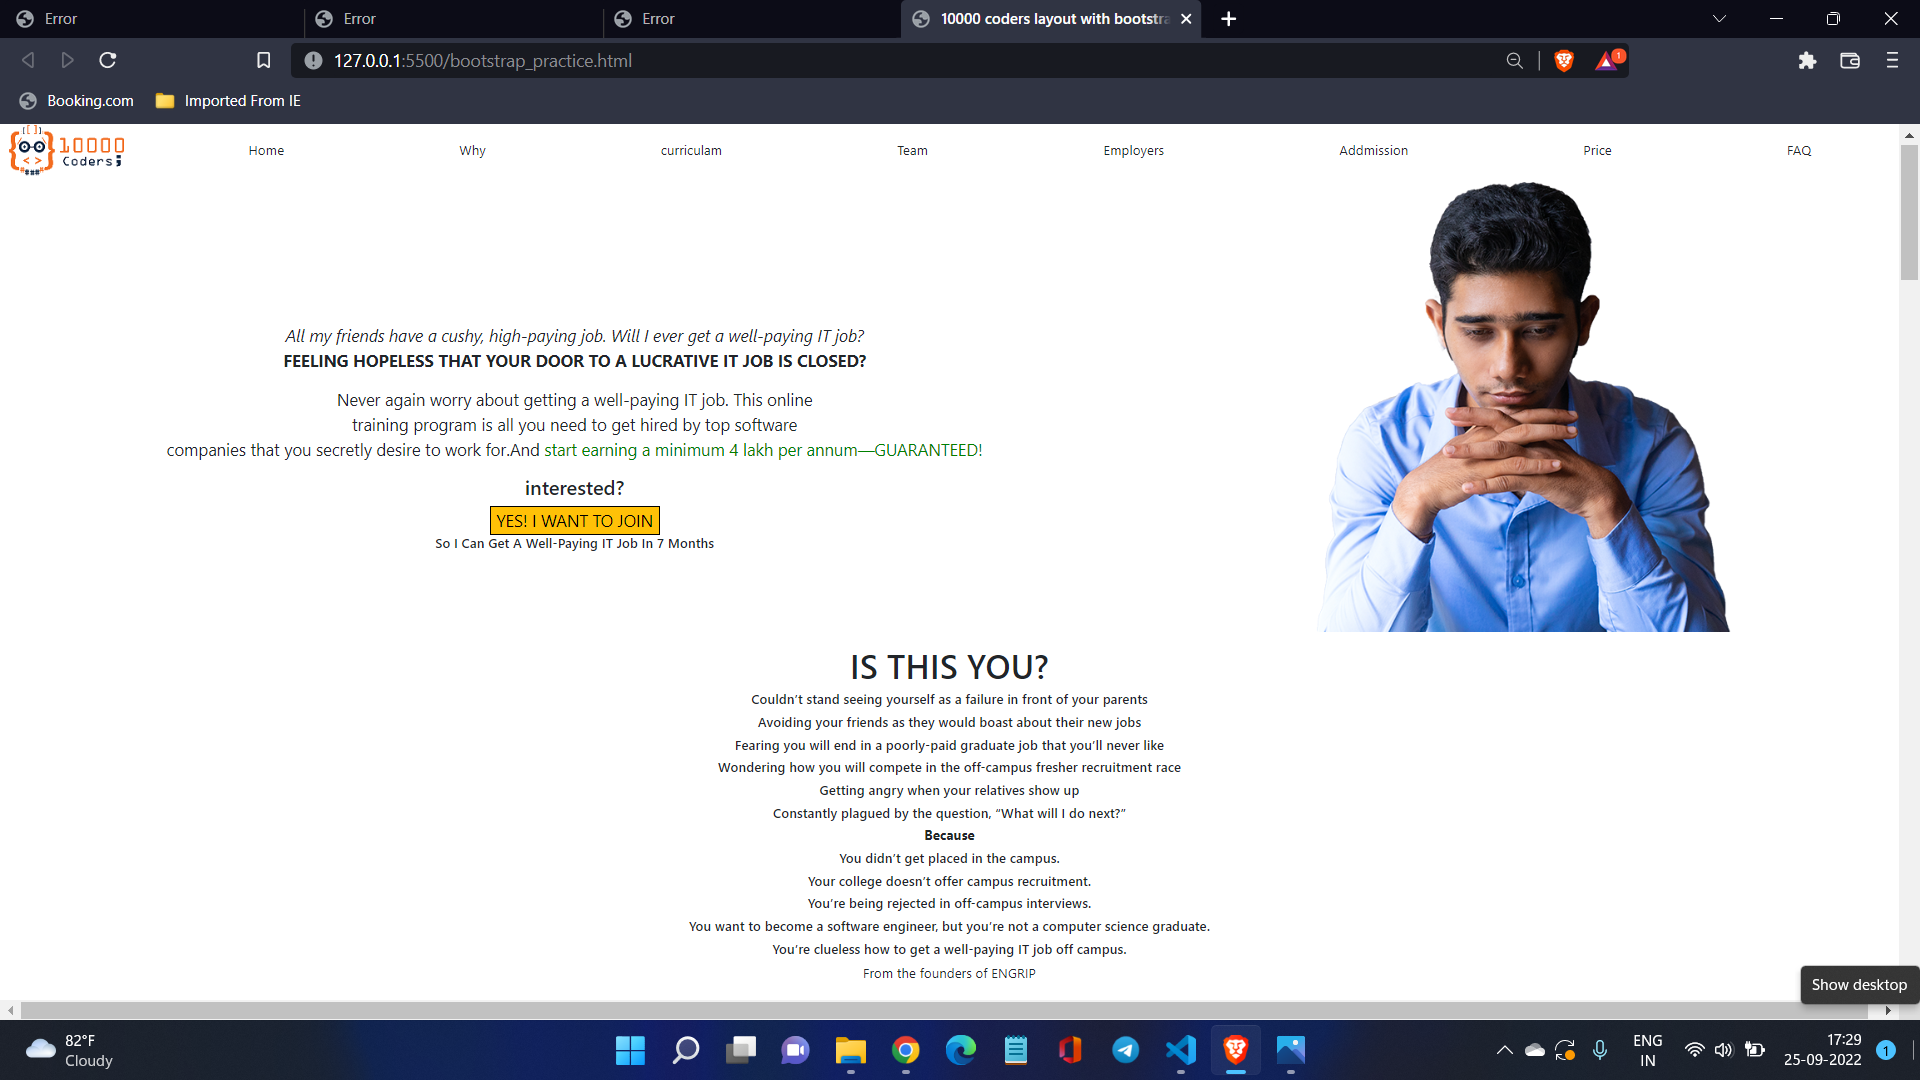 Error
Error
Error
10000 coders layout with bootstra
127.0.0.1:5500/bootstrap_practice.html
1
Booking.com
Imported From IE
10000
Coders;
Home
Why
curriculam
Team
Employers
Addmission
Price
FAQ
All my friends have a cushy, high-paying job. Will I ever get a well-paying IT job?
FEELING HOPELESS THAT YOUR DOOR TO A LUCRATIVE IT JOB IS CLOSED?
Never again worry about getting a well-paying IT job. This online
training program is all you need to get hired by top software
companies that you secretly desire to work for.And start earning a minimum 4 lakh per annum—GUARANTEED!
interested?
YES! I WANT TO JOIN
So I Can Get A Well-Paying IT Job In 7 Months
IS THIS YOU?
Couldn’t stand seeing yourself as a failure in front of your parents
Avoiding your friends as they would boast about their new jobs
Fearing you will end in a poorly-paid graduate job that you’ll never like
Wondering how you will compete in the off-campus fresher recruitment race
Getting angry when your relatives show up
Constantly plagued by the question, “What will I do next?”
Because
You didn’t get placed in the campus.
Your college doesn’t offer campus recruitment.
You’re being rejected in off-campus interviews.
You want to become a software engineer, but you’re not a computer science graduate.
You’re clueless how to get a well-paying IT job off campus.
From the founders of ENGRIP
Show desktop
82°F
Cloudy
ENG
IN
17:29
25-09-2022
1